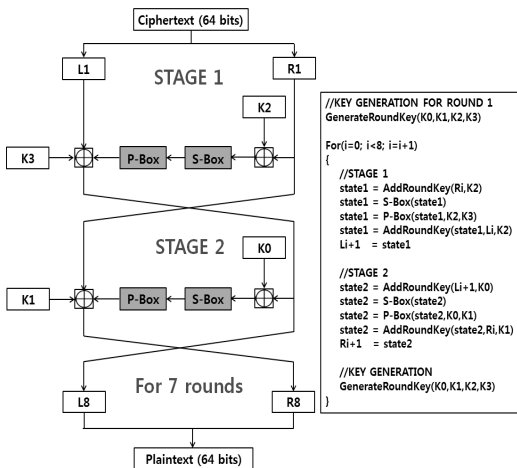 Ciphertext (64 bits)
L1
R1
STAGE 1
K2
K3
P-Box
S-Box
STAGE 2
K0
K1
P-Box
S-Box
For 7 rounds
L8
R8
Plaintext (64 bits)
//KEY GENERATION FOR ROUND 1
GenerateRoundKey(K0,K1,K2,K3)
For(i=0; i<8; i=i+1)
{
//STAGE 1
state1 = AddRoundKey(Ri,K2)
state1 = S-Box(state1)
state1 = P-Box(state1,K2,K3)
state1 = AddRoundKey(state1,Li,K2)
Li+1 = state1
//STAGE 2
state2 = AddRoundKey(Li+1,K0)
state2 = S-Box(state2)
state2 = P-Box(state2,K0,K1)
state2 = AddRoundKey(state2,Ri,K1)
Ri+1 = state2
//KEY GENERATION
GenerateRoundKey(K0,K1,K2,K3)
}